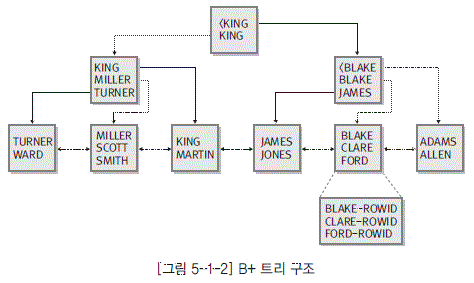 〈KING
KING
KING
MILLER
TURNER
〈BLAKE
BLAKE
JAMES
TURNER
WARD
MILLER
SCOTT
SMITH
KING
MARTIN
JAMES
JONES
BLAKE
CLARE
FORD
ADAMS
ALLEN
BLAKE-ROWID
CLARE-ROWID
FORD-ROWID
[그림 5-1-2] B+ 트리 구조